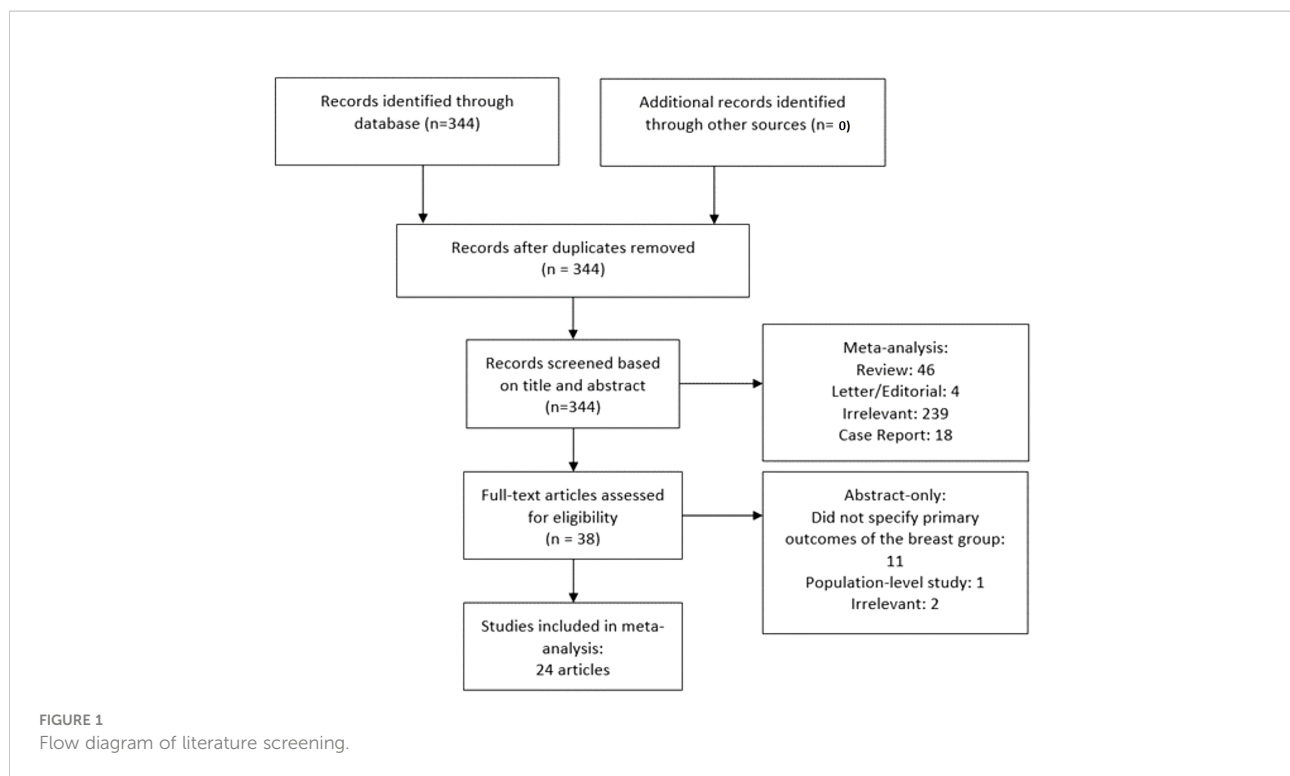 Records identified through
database (n=344)
Additional records identified
through other sources (n= 0)
Records after duplicates removed
(n = 344)
Records screened based
on title and abstract
(n=344)
Meta-analysis:
Review: 46
Letter/Editorial: 4
Irrelevant: 239
Case Report: 18
Full-text articles assessed
for eligibility
(n = 38)
Abstract-only:
Did not specify primary
outcomes of the breast group:
11
Population-level study: 1
Irrelevant: 2
Studies included in meta-
analysis:
24 articles
FIGURE 1
Flow diagram of literature screening.